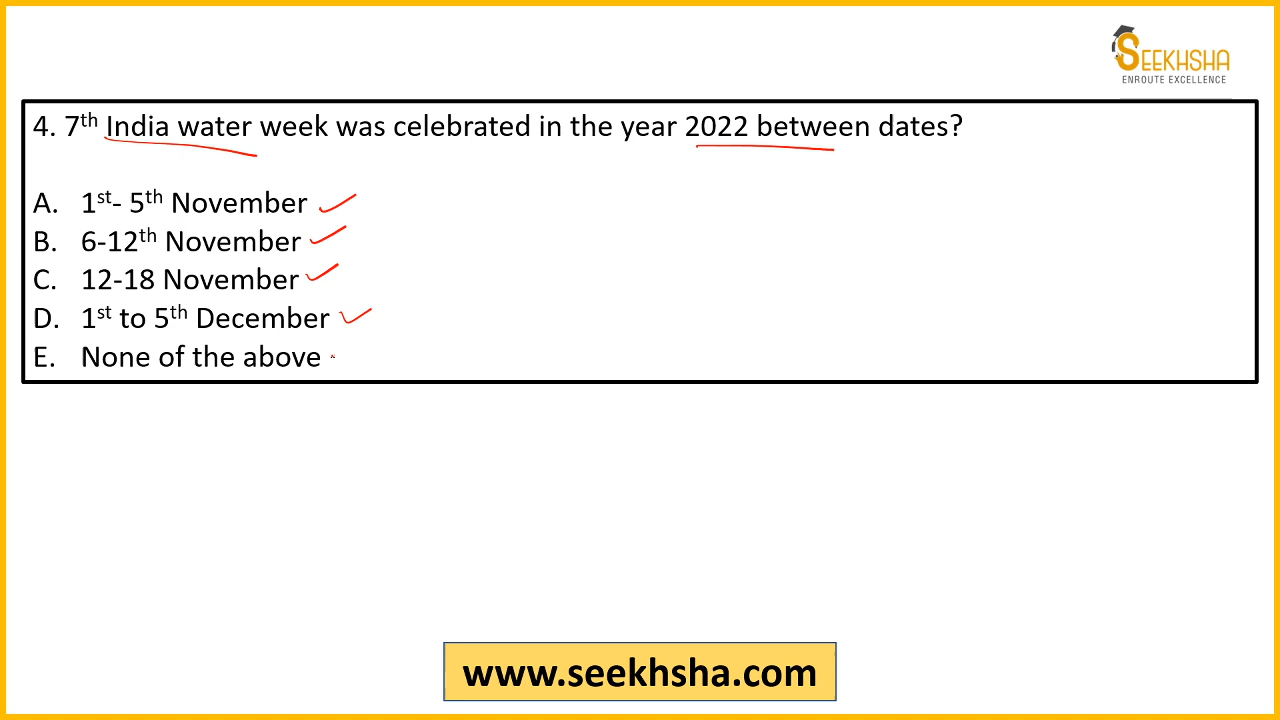 SEEKHSHA
ENROUTE EXCELLENCE
4. 7th India water week was celebrated in the year 2022 between dates?
A. 1st- 5th November
B. 6-12th November
C. 12-18 November
D. 1st to 5th December
E. None of the above
www.seekhsha.com